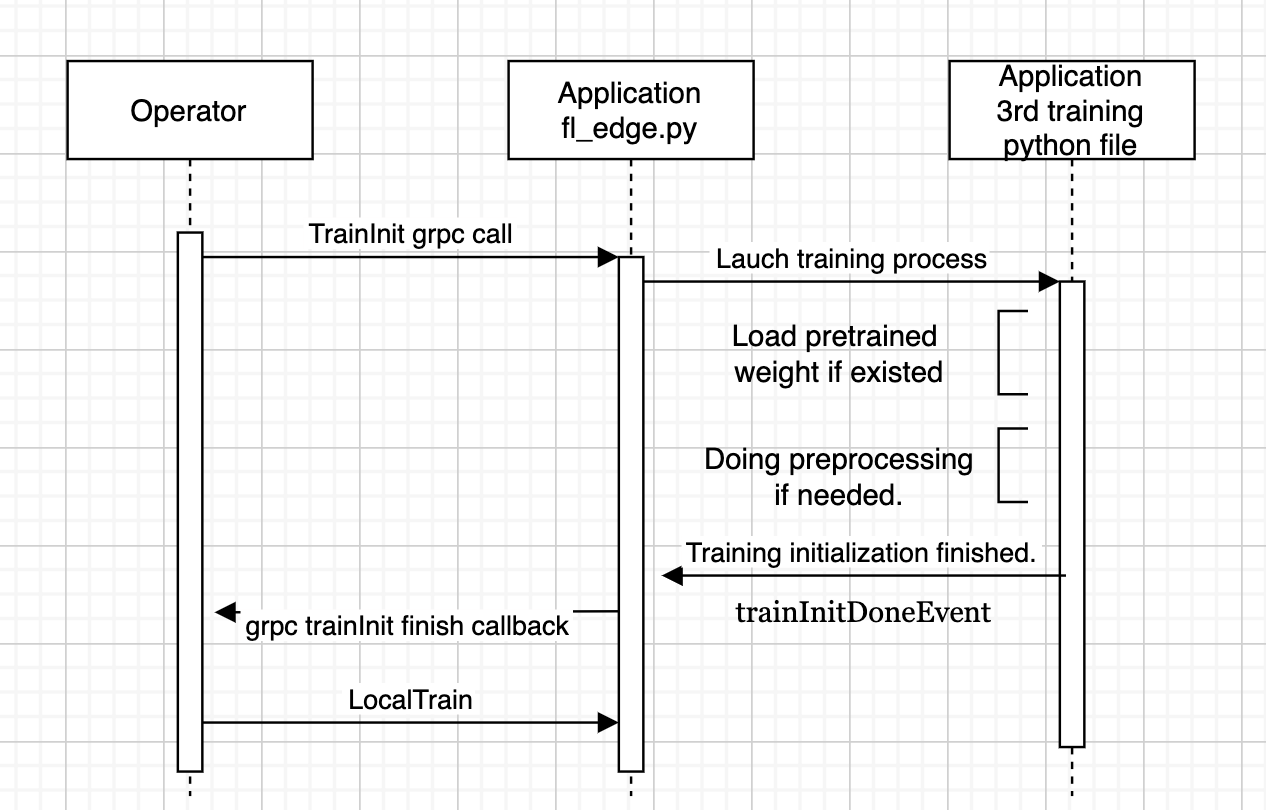 Operator
Application
fl_edge.py
Application
3rd training
python file
TrainInit grpc call
Lauch training process
Load pretrained
weight if existed
Doing preprocessing
if needed.
Training initialization finished.
trainInitDoneEvent
grpc trainInit finish callback
LocalTrain